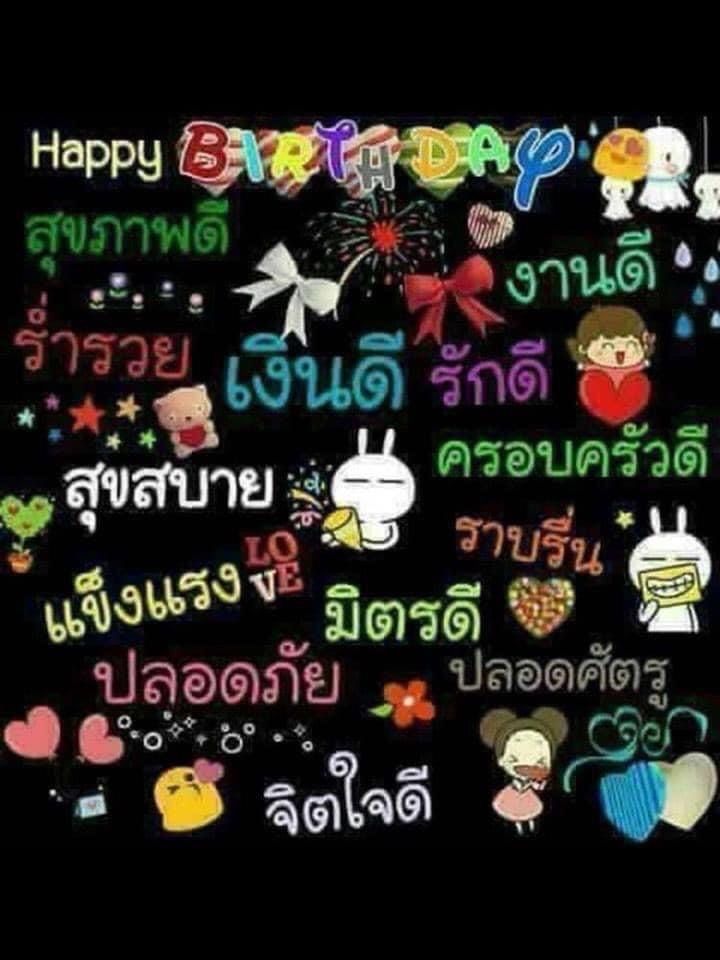 Happy BIRTHDAY
สุขภาพดี
งานดี
ร่ำรวย
เงินดี
รักดี
ครอบครัวดี
สุขสบาย
ราบรื่น
LOVE
แข็งแรง
มิตรดี
ปลอดภัย
ปลอดศัตรู
จิตใจดี